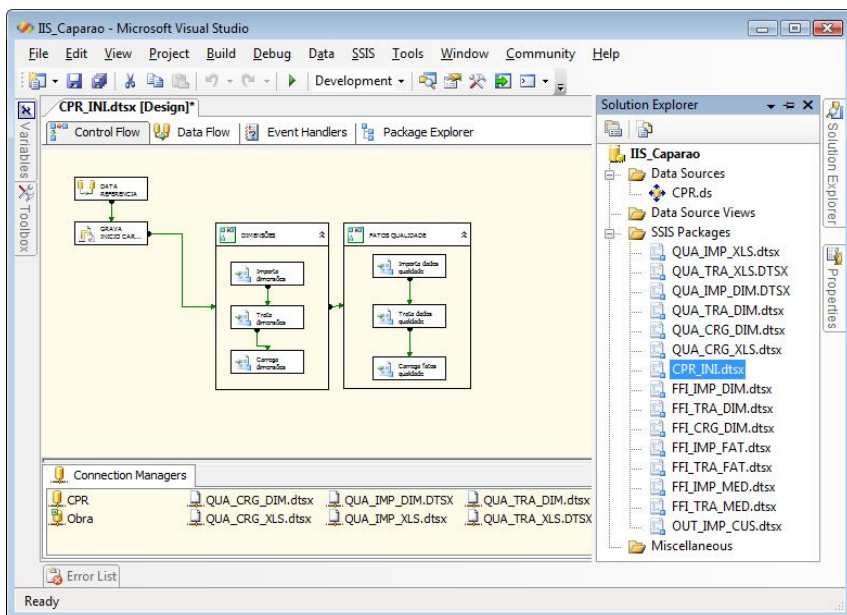 IIS_Caparao - Microsoft Visual Studio
File Edit View Project Build Debug Data SSIS Tools Window Community Help
Development
CPR_INI.dtsx [Design]*
Control Flow Data Flow Event Handlers Package Explorer
Variables
Toolbox
DATA
REFERENCIA
GRAVA
INICIO CAR...
DIMENSÕES
Importa
dimensões
Trata
dimensões
Carrega
dimensões
FATOS QUALIDADE
Importa dados
qualidade
Trata dados
qualidade
Carrega fatos
qualidade
Connection Managers
CPR QUA_CRG_DIM.dtsx QUA_IMP_DIM.DTSX QUA_TRA_DIM.dtsx
Obra QUA_CRG_XLS.dtsx QUA_IMP_XLS.dtsx QUA_TRA_XLS.DTSX
Solution Explorer
IIS_Caparao
Data Sources
CPR.ds
Data Source Views
SSIS Packages
QUA_IMP_XLS.dtsx
QUA_TRA_XLS.DTSX
QUA_IMP_DIM.DTSX
QUA_TRA_DIM.dtsx
QUA_CRG_DIM.dtsx
QUA_CRG_XLS.dtsx
CPR_INI.dtsx
FFI_IMP_DIM.dtsx
FFI_TRA_DIM.dtsx
FFI_CRG_DIM.dtsx
FFI_IMP_FAT.dtsx
FFI_TRA_FAT.dtsx
FFI_IMP_MED.dtsx
FFI_TRA_MED.dtsx
OUT_IMP_CUS.dtsx
Miscellaneous
Solution Explorer
Properties
Error List
Ready